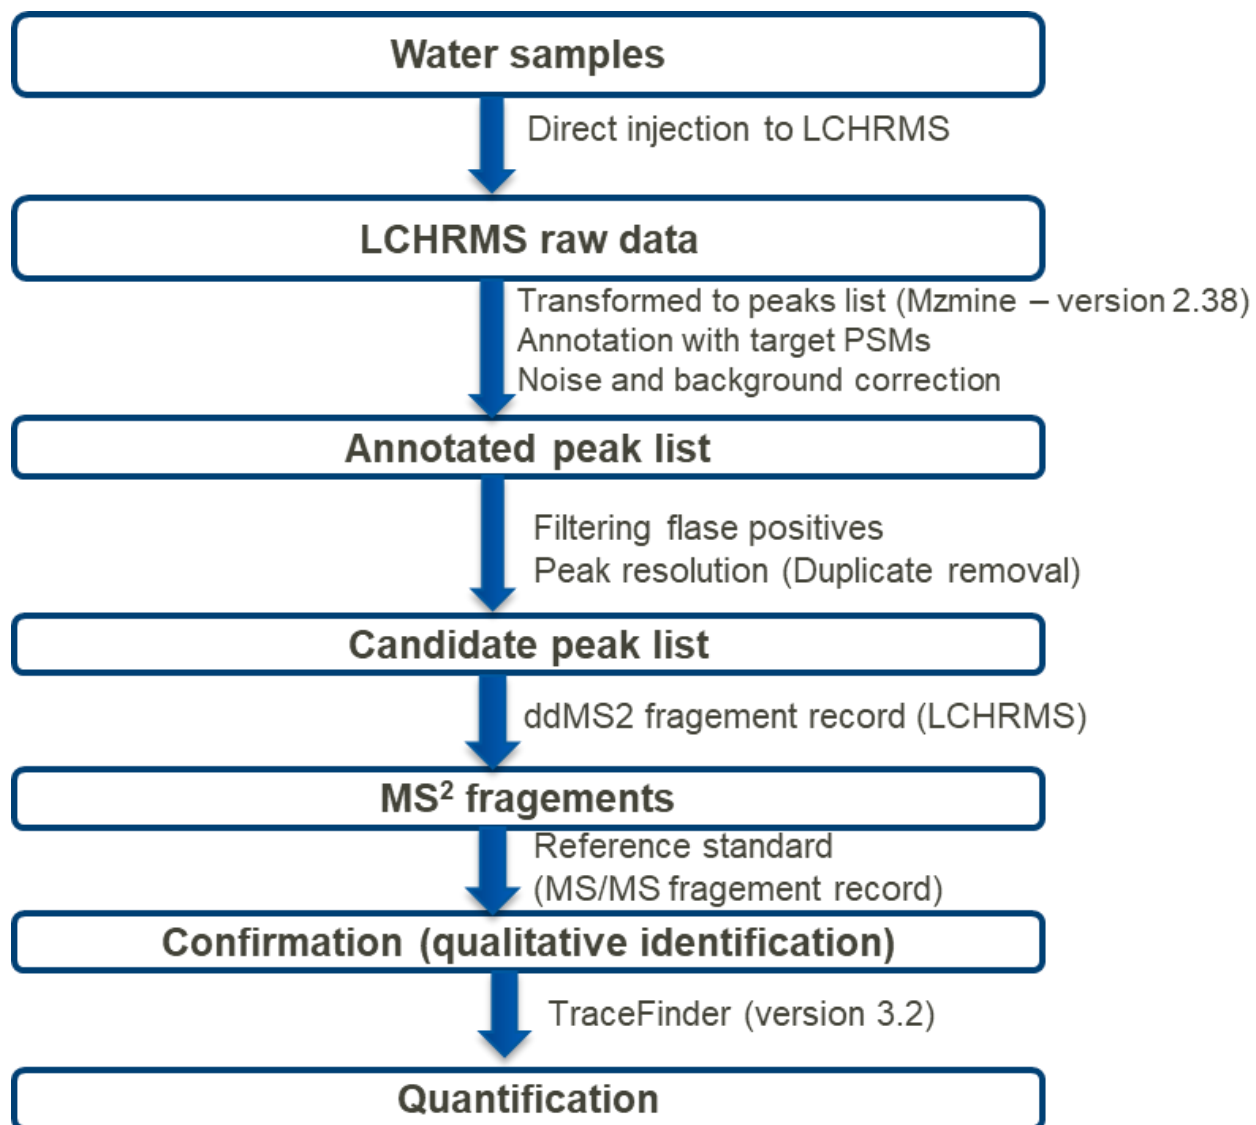 Water samples
Direct injection to LCHRMS
LCHRMS raw data
Transformed to peaks list (Mzmine – version 2.38)
Annotation with target PSMs
Noise and background correction
Annotated peak list
Filtering flase positives
Peak resolution (Duplicate removal)
Candidate peak list
ddMS2 fragement record (LCHRMS)
MS² fragements
Reference standard
(MS/MS fragement record)
Confirmation (qualitative identification)
TraceFinder (version 3.2)
Quantification